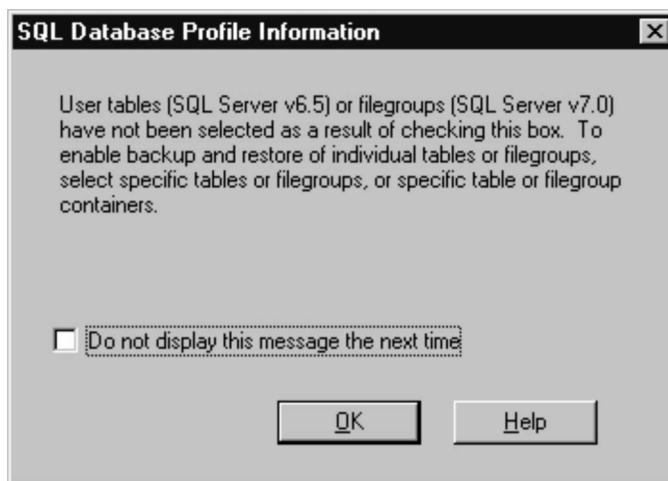 SQL Database Profile Information
User tables (SQL Server v6.5) or filegroups (SQL Server v7.0)
have not been selected as a result of checking this box.  To
enable backup and restore of individual tables or filegroups,
select specific tables or filegroups, or specific table or filegroup
containers.
Do not display this message the next time
OK
Help